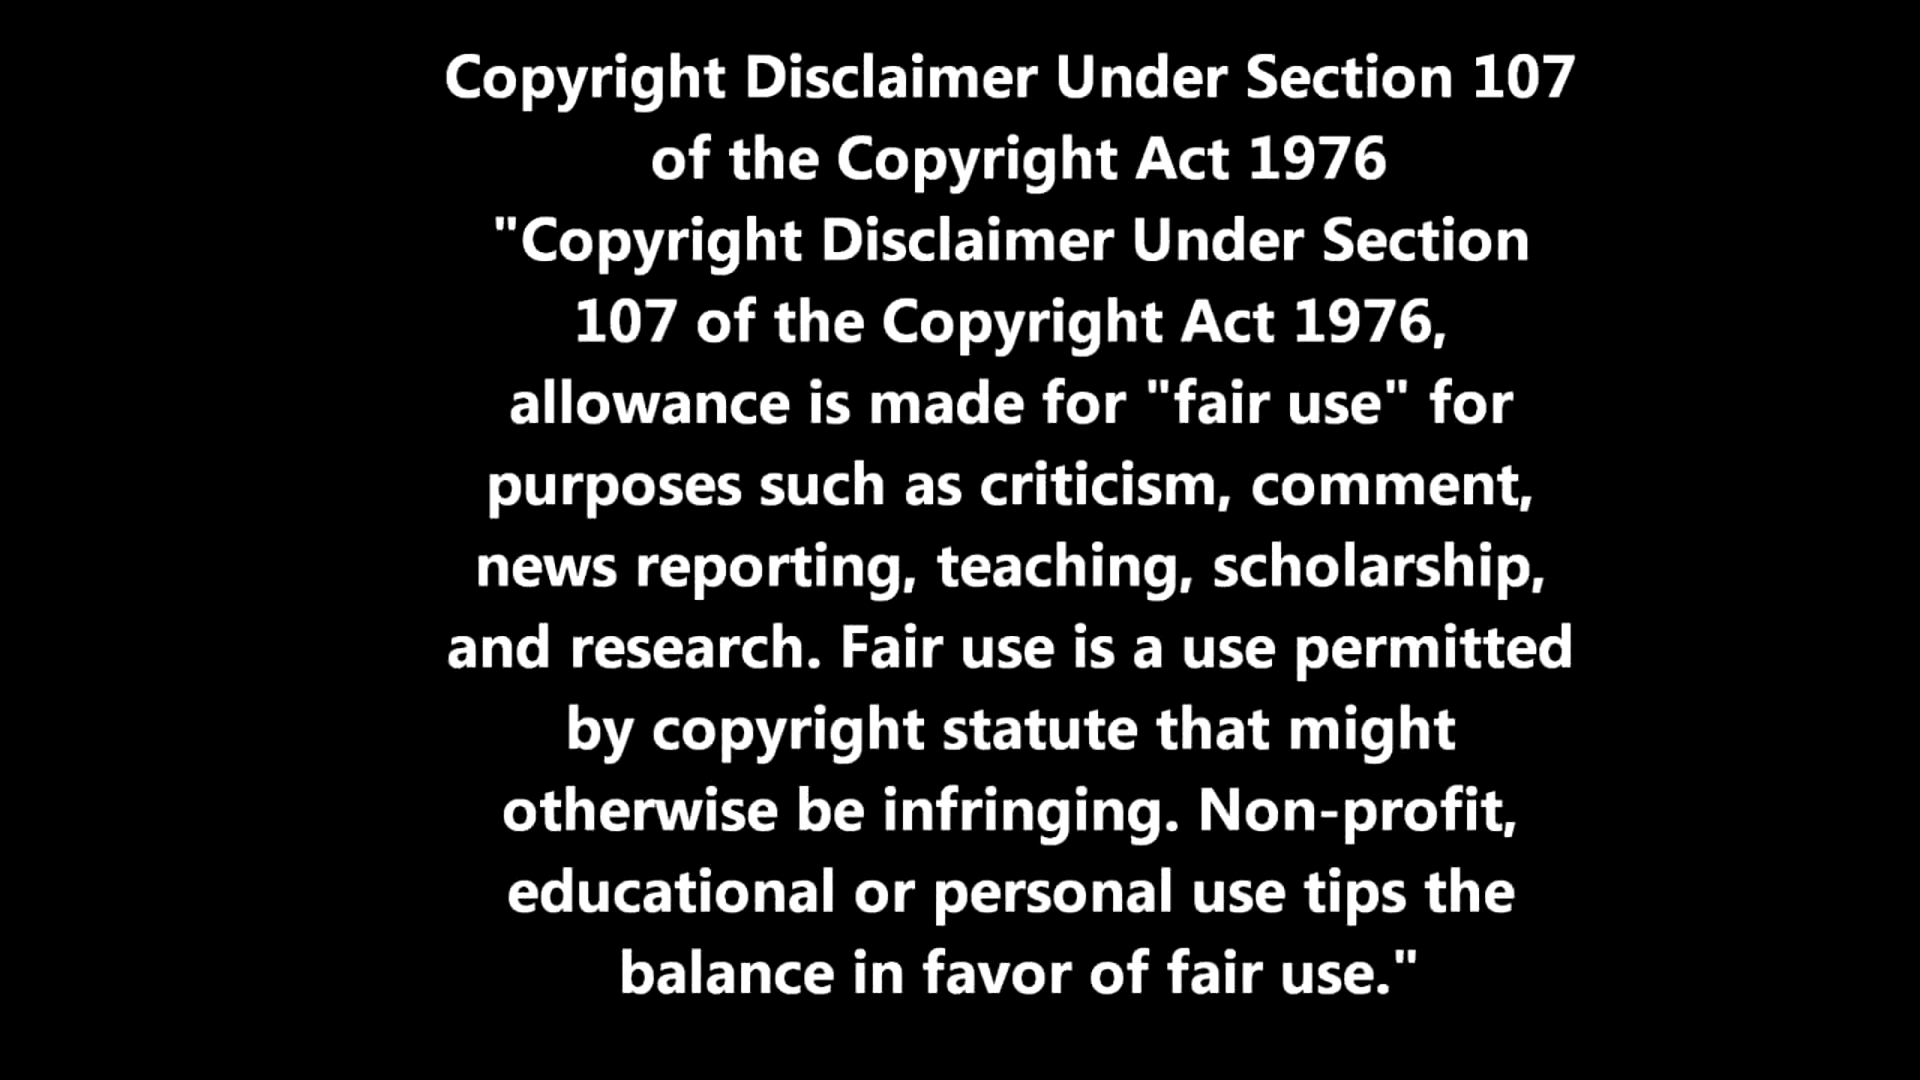 Copyright Disclaimer Under Section 107
of the Copyright Act 1976
"Copyright Disclaimer Under Section
107 of the Copyright Act 1976,
allowance is made for "fair use" for
purposes such as criticism, comment,
news reporting, teaching, scholarship,
and research. Fair use is a use permitted
by copyright statute that might
otherwise be infringing. Non-profit,
educational or personal use tips the
balance in favor of fair use."